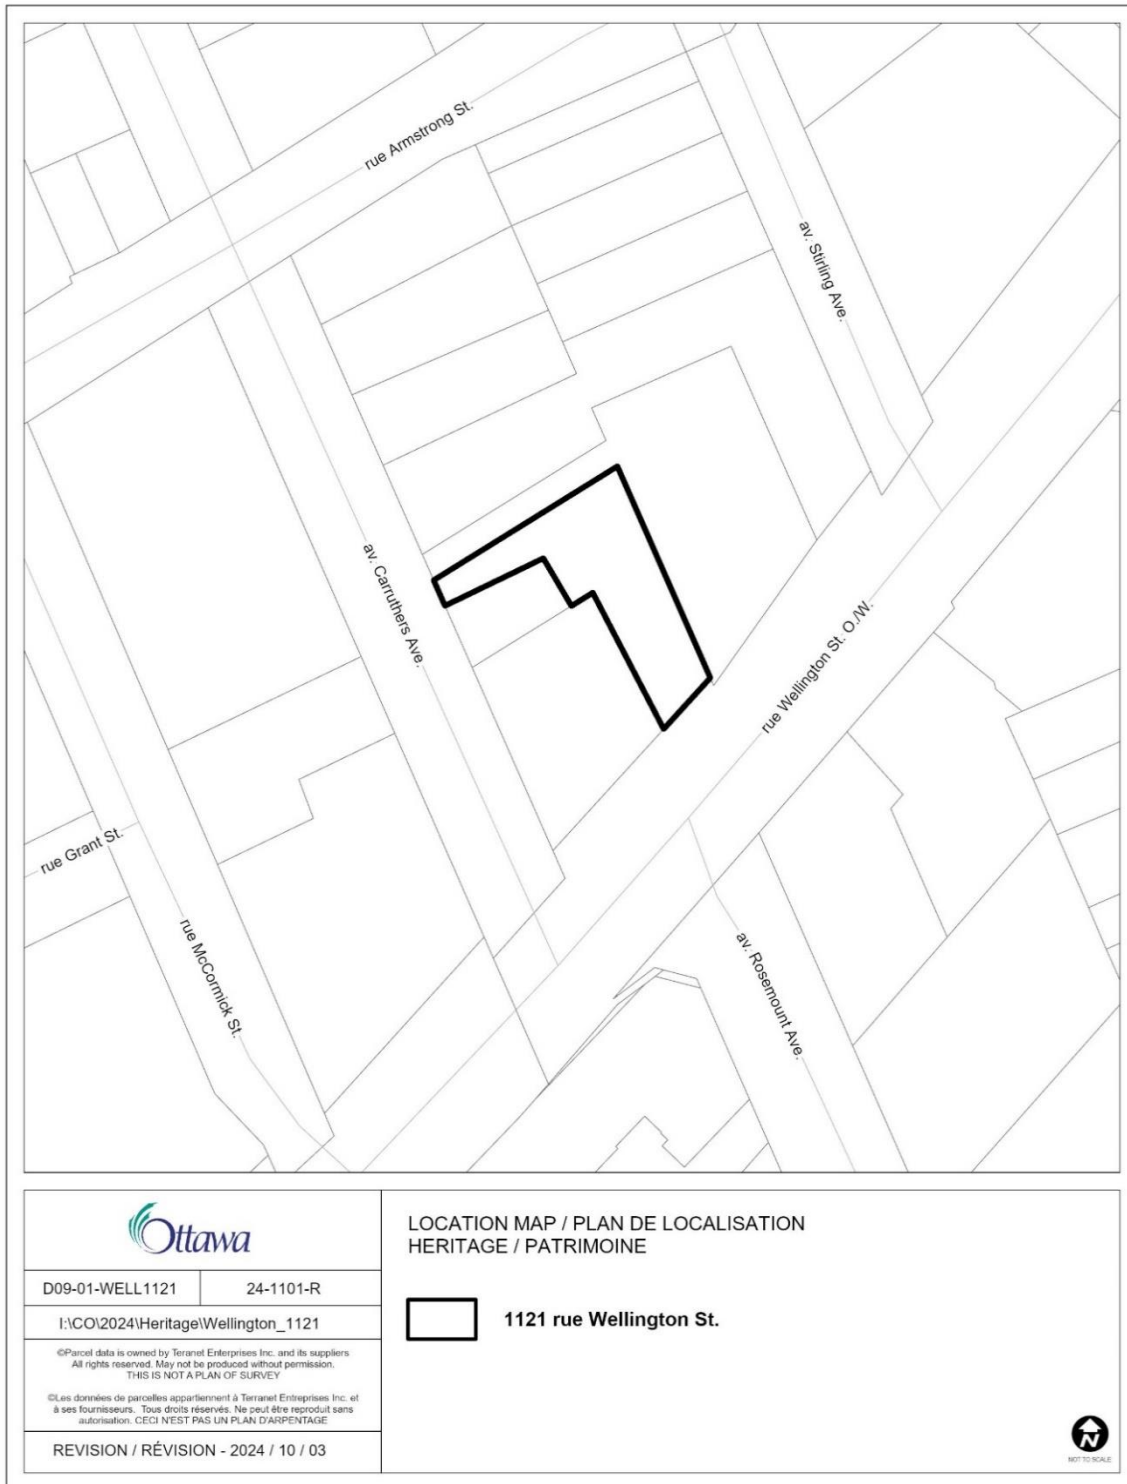 rue Armstrong St.
av. Stirling Ave.
av. Carruthers Ave.
rue Wellington St. O./W.
rue Grant St.
rue McCormick St.
av. Rosemount Ave.
Ottawa
D09-01-WELL1121
24-1101-R
I:\CO\2024\Heritage\Wellington_1121
©Parcel data is owned by Teranet Enterprises Inc. and its suppliers
All rights reserved. May not be produced without permission.
THIS IS NOT A PLAN OF SURVEY
©Les données de parcelles appartiennent à Terranet Entreprises Inc. et
à ses fournisseurs. Tous droits réservés. Ne peut être reproduit sans
autorisation. CECI N'EST PAS UN PLAN D'ARPENTAGE
REVISION / RÉVISION - 2024 / 10 / 03
LOCATION MAP / PLAN DE LOCALISATION
HERITAGE / PATRIMOINE
1121 rue Wellington St.
N
NOT TO SCALE